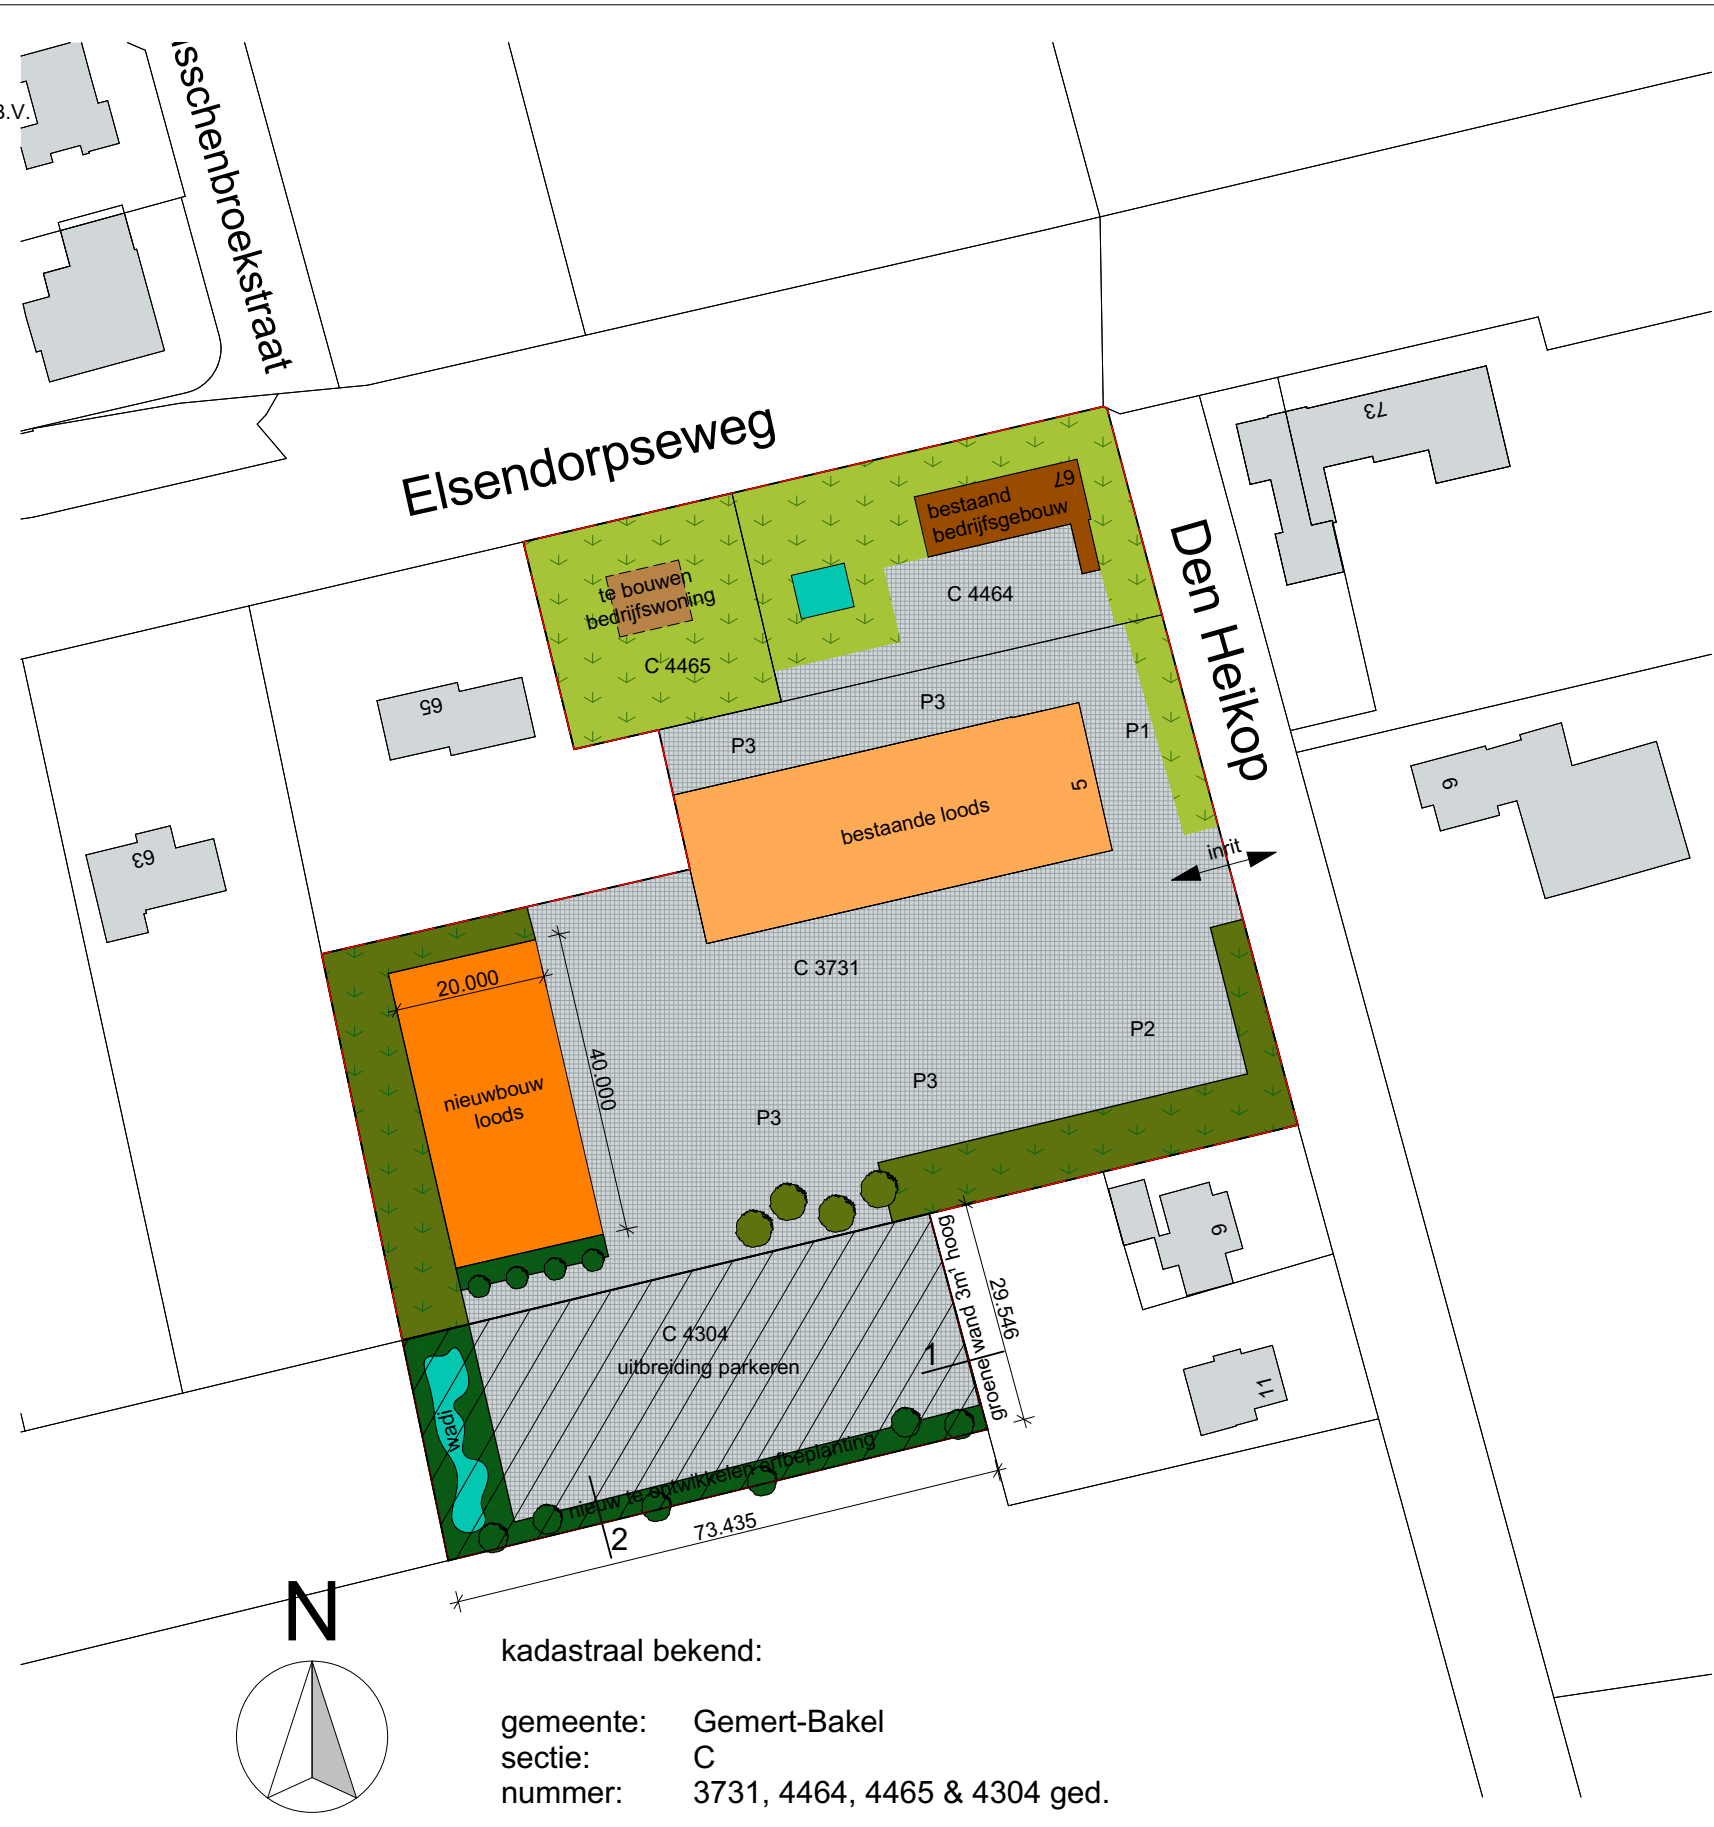 B.V.
sschenbroekstraat
Elsendorpseweg
Den Heikop
73
67
bestaand
bedrijfsgebouw
te bouwen
bedrijfswoning
C 4464
C 4465
65
P3
P3
P1
5
bestaande loods
inrit
9
63
C 3731
20.000
40.000
nieuwbouw
loods
P2
P3
P3
groene wand 3m' hoog
29.546
9
C 4304
uitbreiding parkeren
1
11
wadi
nieuw te ontwikkelen erfbeplanting
2
73.435
N
kadastraal bekend:
gemeente: Gemert-Bakel
sectie: C
nummer: 3731, 4464, 4465 & 4304 ged.